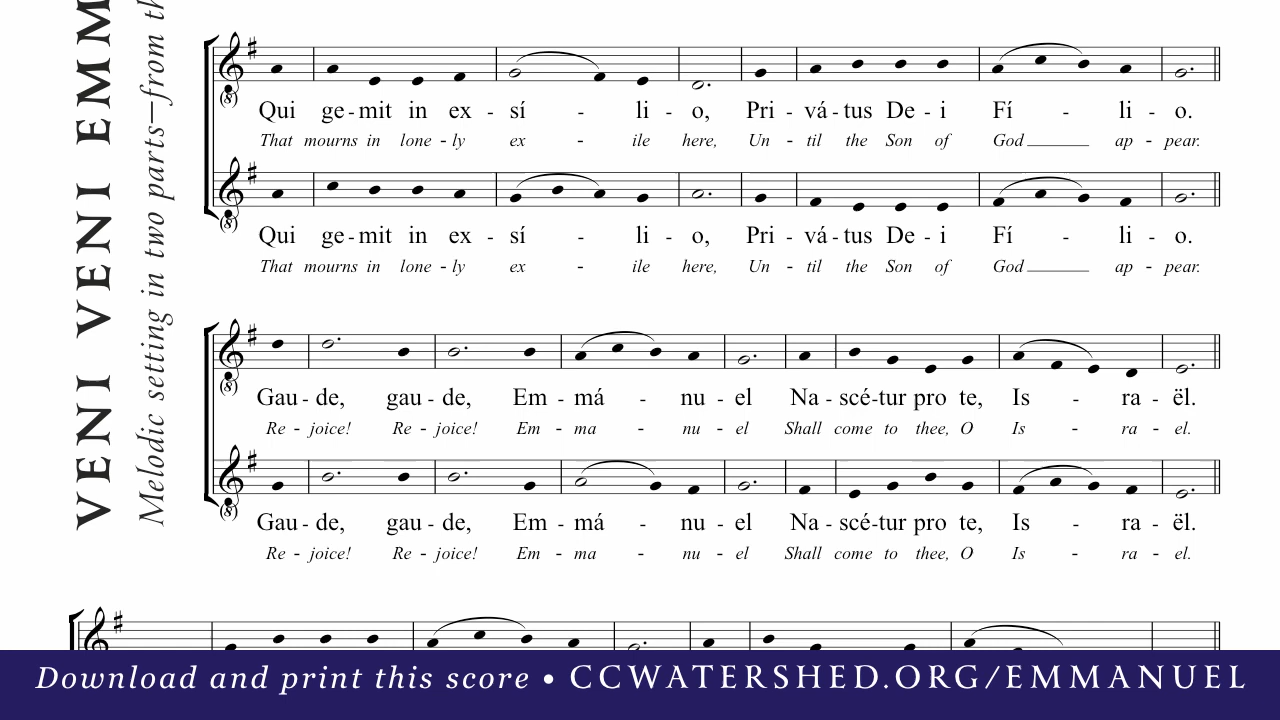 VENI VENI EMM
Melodic setting in two parts—from th
Qui ge - mit in ex - sí - li - o, Pri - vá - tus De - i Fí - li - o.
That mourns in lone - ly ex - ile here, Un - til the Son of God ap - pear.
Qui ge - mit in ex - sí - li - o, Pri - vá - tus De - i Fí - li - o.
That mourns in lone - ly ex - ile here, Un - til the Son of God ap - pear.
Gau - de, gau - de, Em - má - nu - el Na - scé - tur pro te, Is - ra - ël.
Re - joice! Re - joice! Em - ma - nu - el Shall come to thee, O Is - ra - el.
Gau - de, gau - de, Em - má - nu - el Na - scé - tur pro te, Is - ra - ël.
Re - joice! Re - joice! Em - ma - nu - el Shall come to thee, O Is - ra - el.
Download and print this score • CCWATERSHED.ORG/EMMANUEL